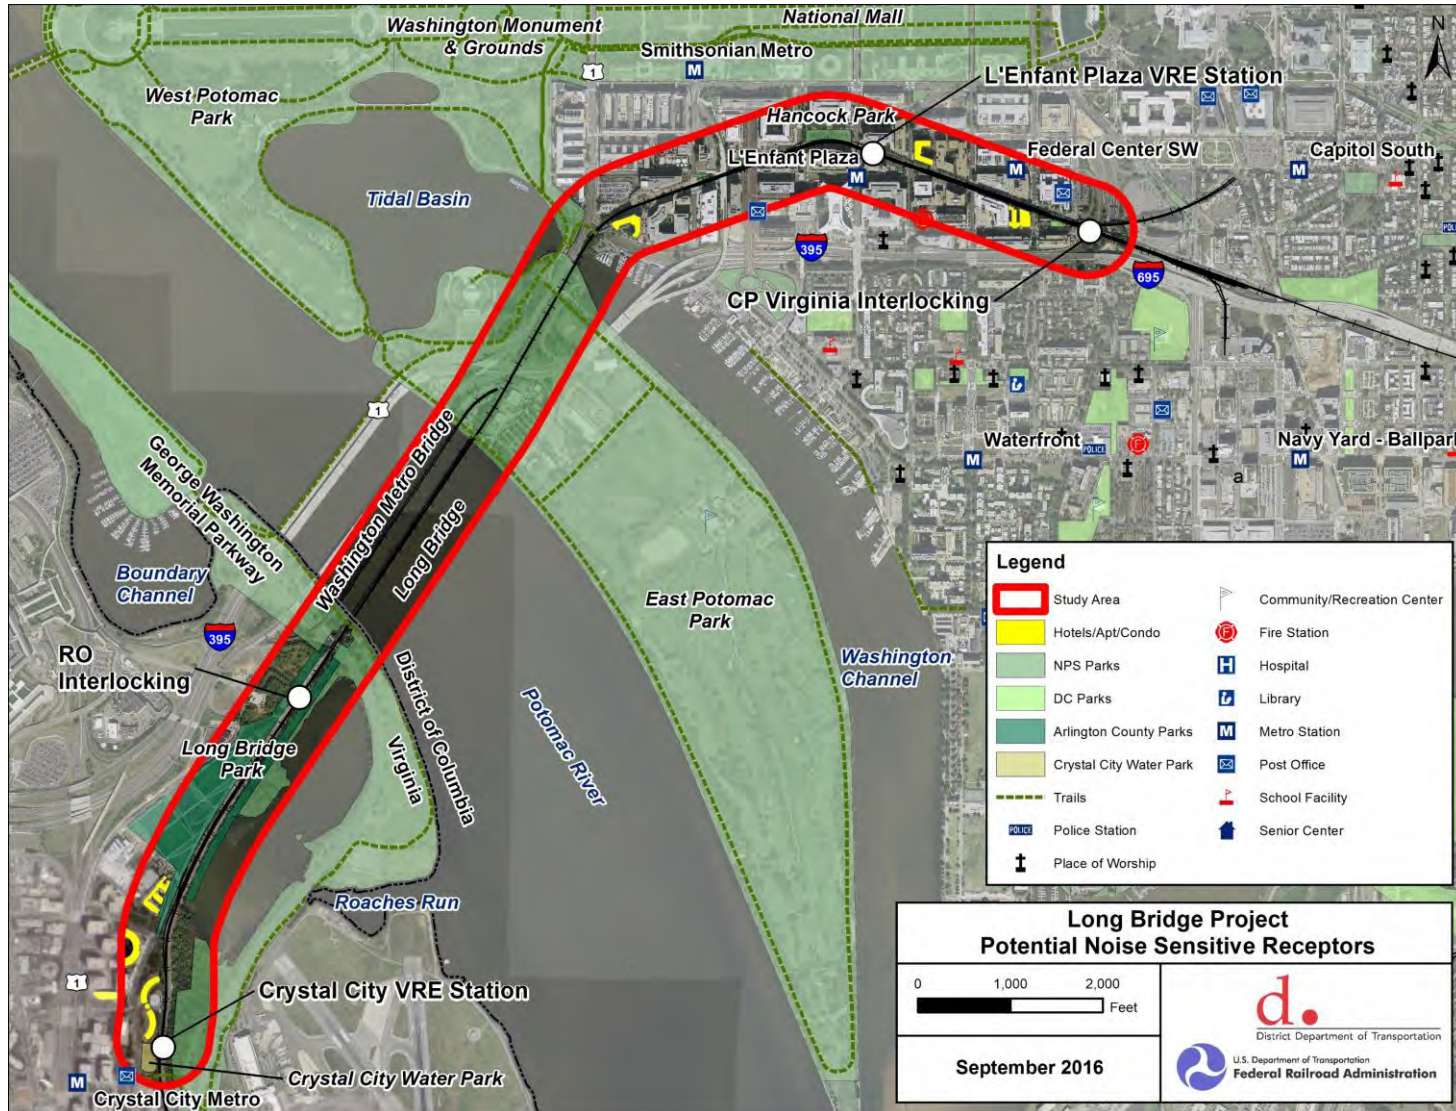 Washington Monument
& Grounds
National Mall
N
Smithsonian Metro
M
1
L'Enfant Plaza VRE Station
West Potomac
Park
Hancock Park
L'Enfant Plaza
M
Federal Center SW
M
Capitol South
M
Tidal Basin
395
F
POLICE
695
CP Virginia Interlocking
1
George Washington
Memorial Parkway
Washington Metro Bridge
Long Bridge
Waterfront
M
POLICE
F
Navy Yard - Ballpark
M
a
Boundary
Channel
395
RO
Interlocking
East Potomac
Park
Washington
Channel
District of Columbia
Virginia
Potomac River
Long Bridge
Park
Roaches Run
1
Crystal City VRE Station
Crystal City Water Park
M
Crystal City Metro
Legend
Study Area
Hotels/Apt/Condo
NPS Parks
DC Parks
Arlington County Parks
Crystal City Water Park
Trails
POLICE Police Station
Place of Worship
Community/Recreation Center
F Fire Station
H Hospital
Library
M Metro Station
Post Office
School Facility
Senior Center
Long Bridge Project
Potential Noise Sensitive Receptors
0 1,000 2,000
Feet
September 2016
d.
District Department of Transportation
U.S. Department of Transportation
Federal Railroad Administration